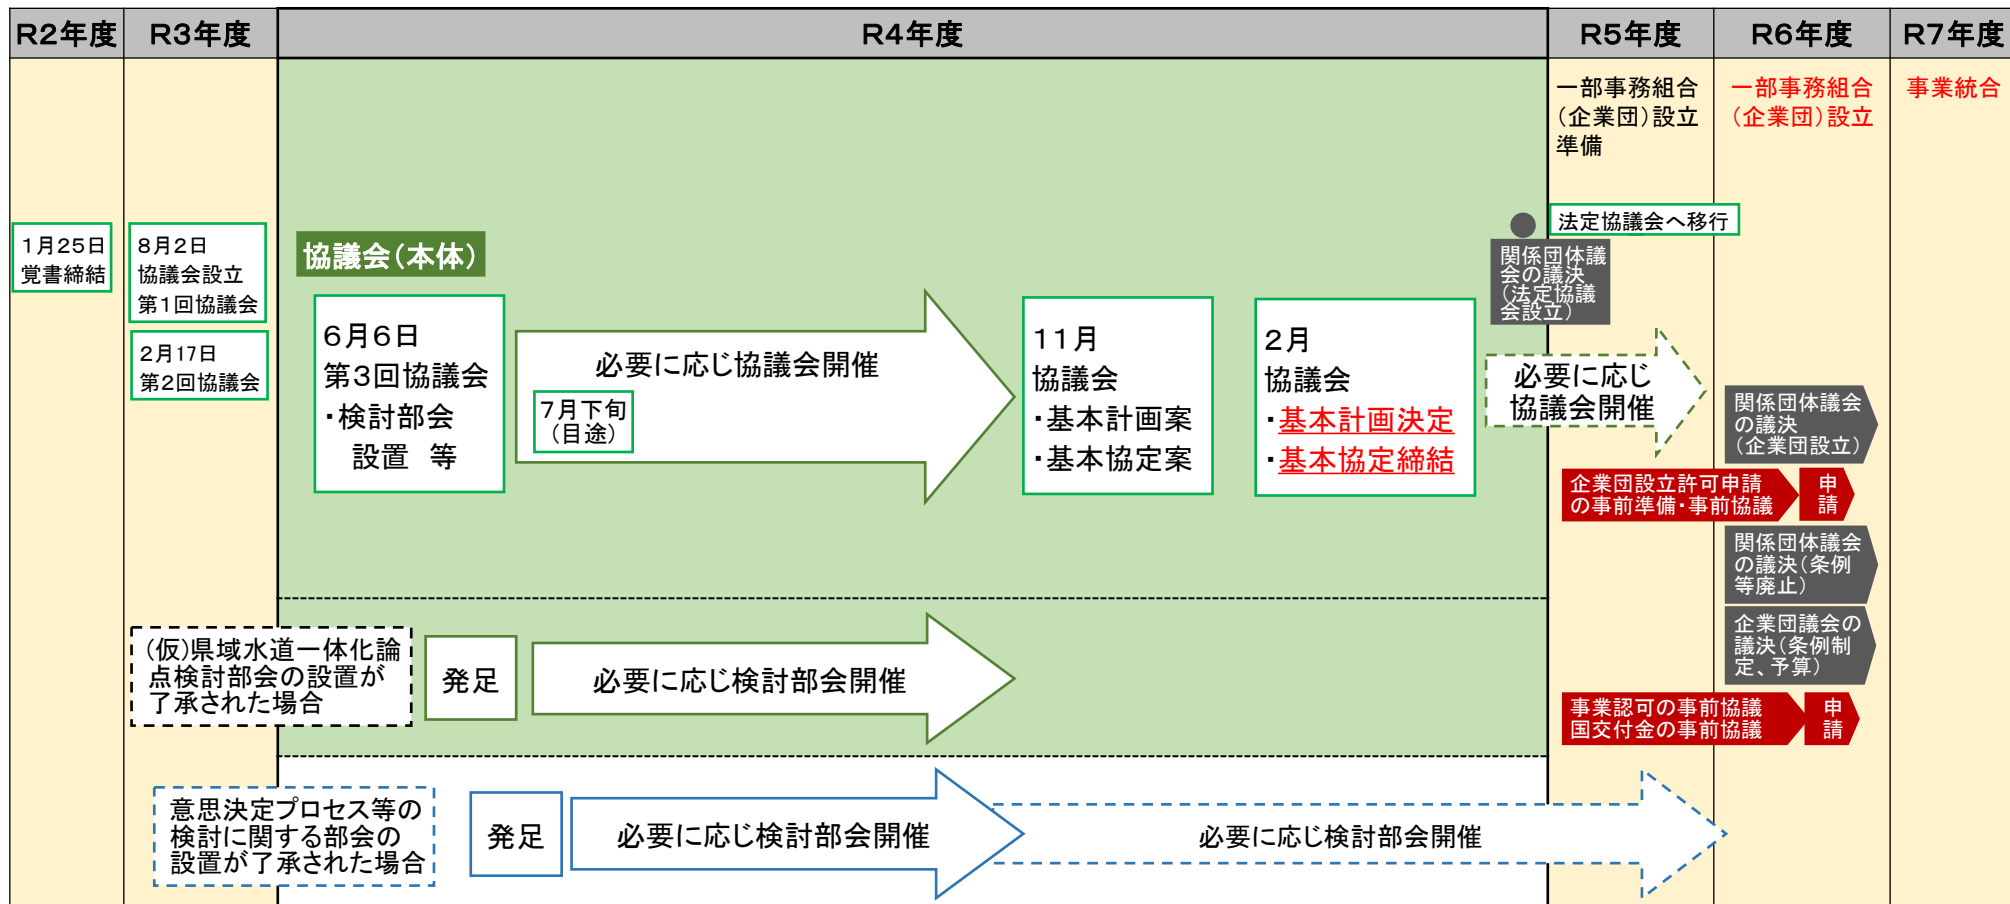 R2年度
R3年度
R4年度
R5年度
R6年度
R7年度
一部事務組合
(企業団)設立
準備
一部事務組合
(企業団)設立
事業統合
1月25日
覚書締結
8月2日
協議会設立
第1回協議会
2月17日
第2回協議会
協議会(本体)
6月6日
第3回協議会
・検討部会
設置 等
必要に応じ協議会開催
7月下旬
(目途)
11月
協議会
・基本計画案
・基本協定案
2月
協議会
・基本計画決定
・基本協定締結
関係団体議
会の議決
(法定協議
会設立)
法定協議会へ移行
必要に応じ
協議会開催
関係団体議会
の議決
(企業団設立)
企業団設立許可申請
の事前準備・事前協議
申
請
関係団体議会
の議決(条例
等廃止)
企業団議会の
議決(条例制
定、予算)
事業認可の事前協議
国交付金の事前協議
申
請
(仮)県域水道一体化論
点検討部会の設置が
了承された場合
発足
必要に応じ検討部会開催
意思決定プロセス等の
検討に関する部会の
設置が了承された場合
発足
必要に応じ検討部会開催
必要に応じ検討部会開催